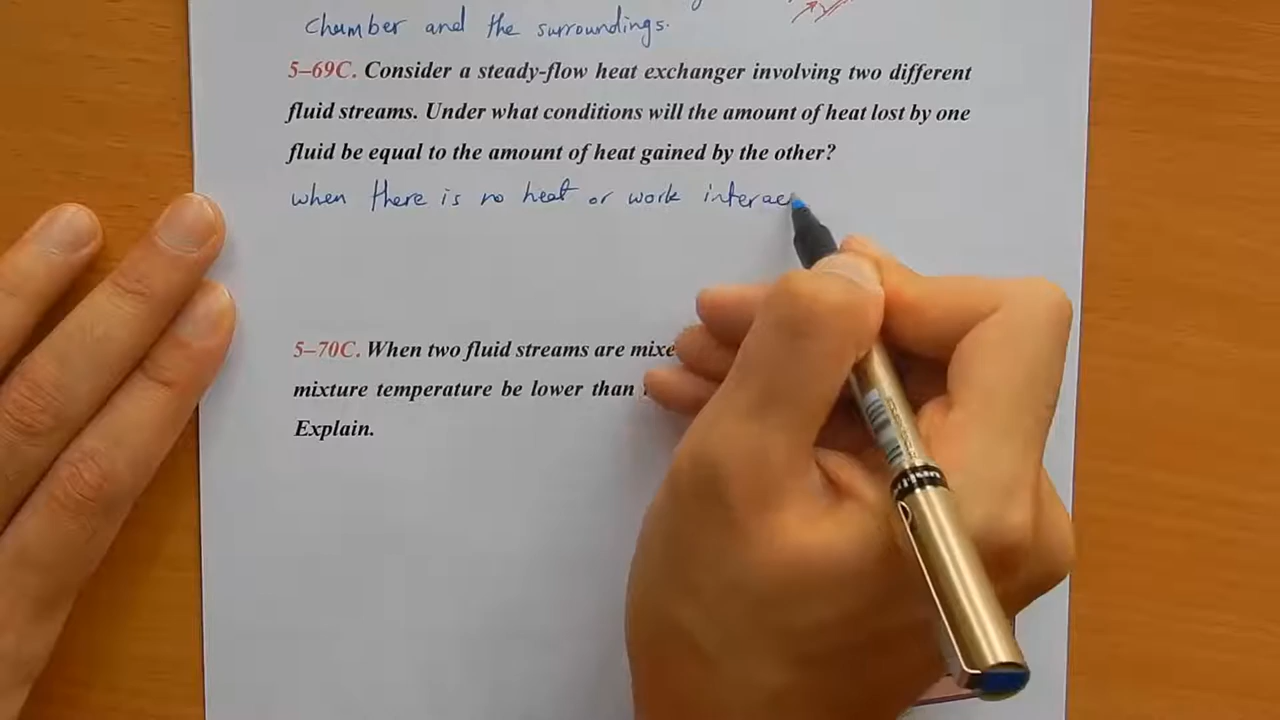 Chamber and the surroundings.
5–69C. Consider a steady-flow heat exchanger involving two different
fluid streams. Under what conditions will the amount of heat lost by one
fluid be equal to the amount of heat gained by the other?
when there is no heat or work interac
5–70C. When two fluid streams are mixe
mixture temperature be lower than
Explain.